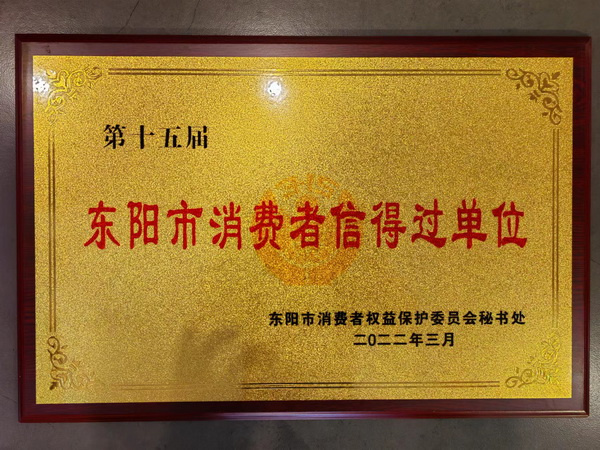 第十五届
东阳市消费者信得过单位
东阳市消费者权益保护委员会秘书处
二〇二二年三月